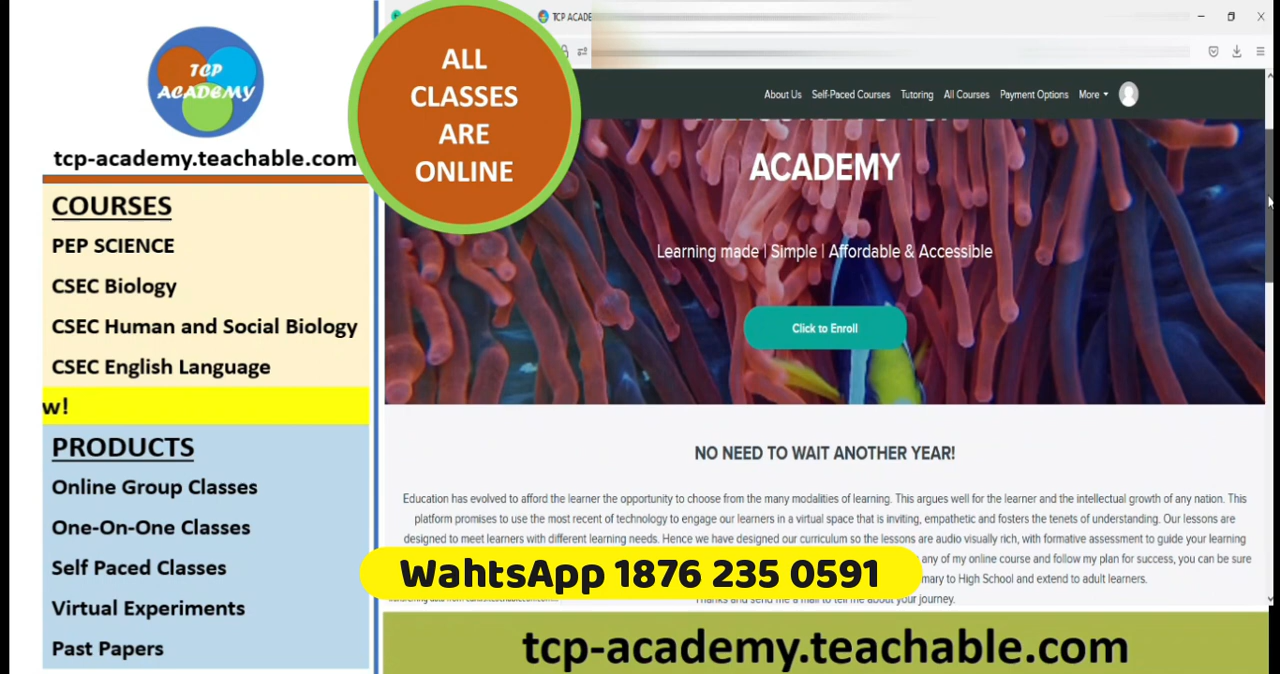 TCP
ACADEMY
tcp-academy.teachable.com
COURSES
PEP SCIENCE
CSEC Biology
CSEC Human and Social Biology
CSEC English Language
w!
PRODUCTS
Online Group Classes
One-On-One Classes
Self Paced Classes
Virtual Experiments
Past Papers
ALL
CLASSES
ARE
ONLINE
TCP ACADE
About Us Self-Paced Courses Tutoring All Courses Payment Options More
ACADEMY
Learning made | Simple | Affordable & Accessible
Click to Enroll
NO NEED TO WAIT ANOTHER YEAR!
Education has evolved to afford the learner the opportunity to choose from the many modalities of learning. This argues well for the learner and the intellectual growth of any nation. This
platform promises to use the most recent of technology to engage our learners in a virtual space that is inviting, empathetic and fosters the tenets of understanding. Our lessons are
designed to meet learners with different learning needs. Hence we have designed our curriculum so the lessons are audio visually rich, with formative assessment to guide your learning
any of my online course and follow my plan for success, you can be sure
mary to High School and extend to adult learners.
Thanks and send me a mail to tell me about your journey.
WahtsApp 1876 235 0591
tcp-academy.teachable.com